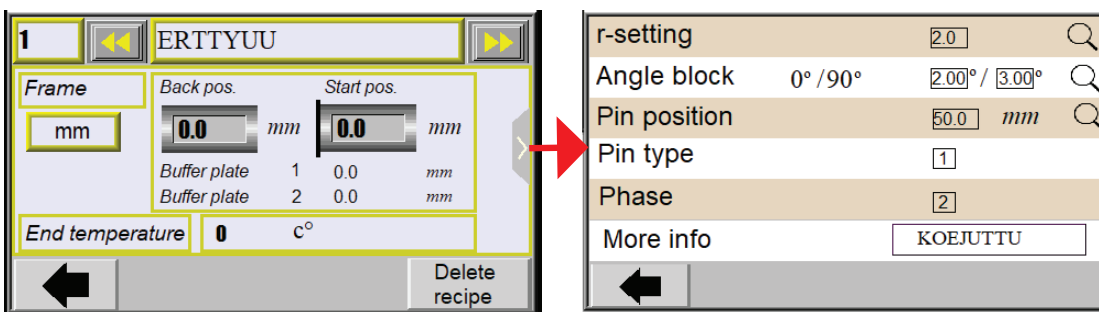 1 ERTTYUU
Frame
mm
Back pos. Start pos.
0.0 mm 0.0 mm
Buffer plate 1 0.0 mm
Buffer plate 2 0.0 mm
End temperature 0 c°
Delete
recipe
r-setting 2.0
Angle block 0° /90° 2.00° / 3.00°
Pin position 50.0 mm
Pin type 1
Phase 2
More info KOEJUTTU